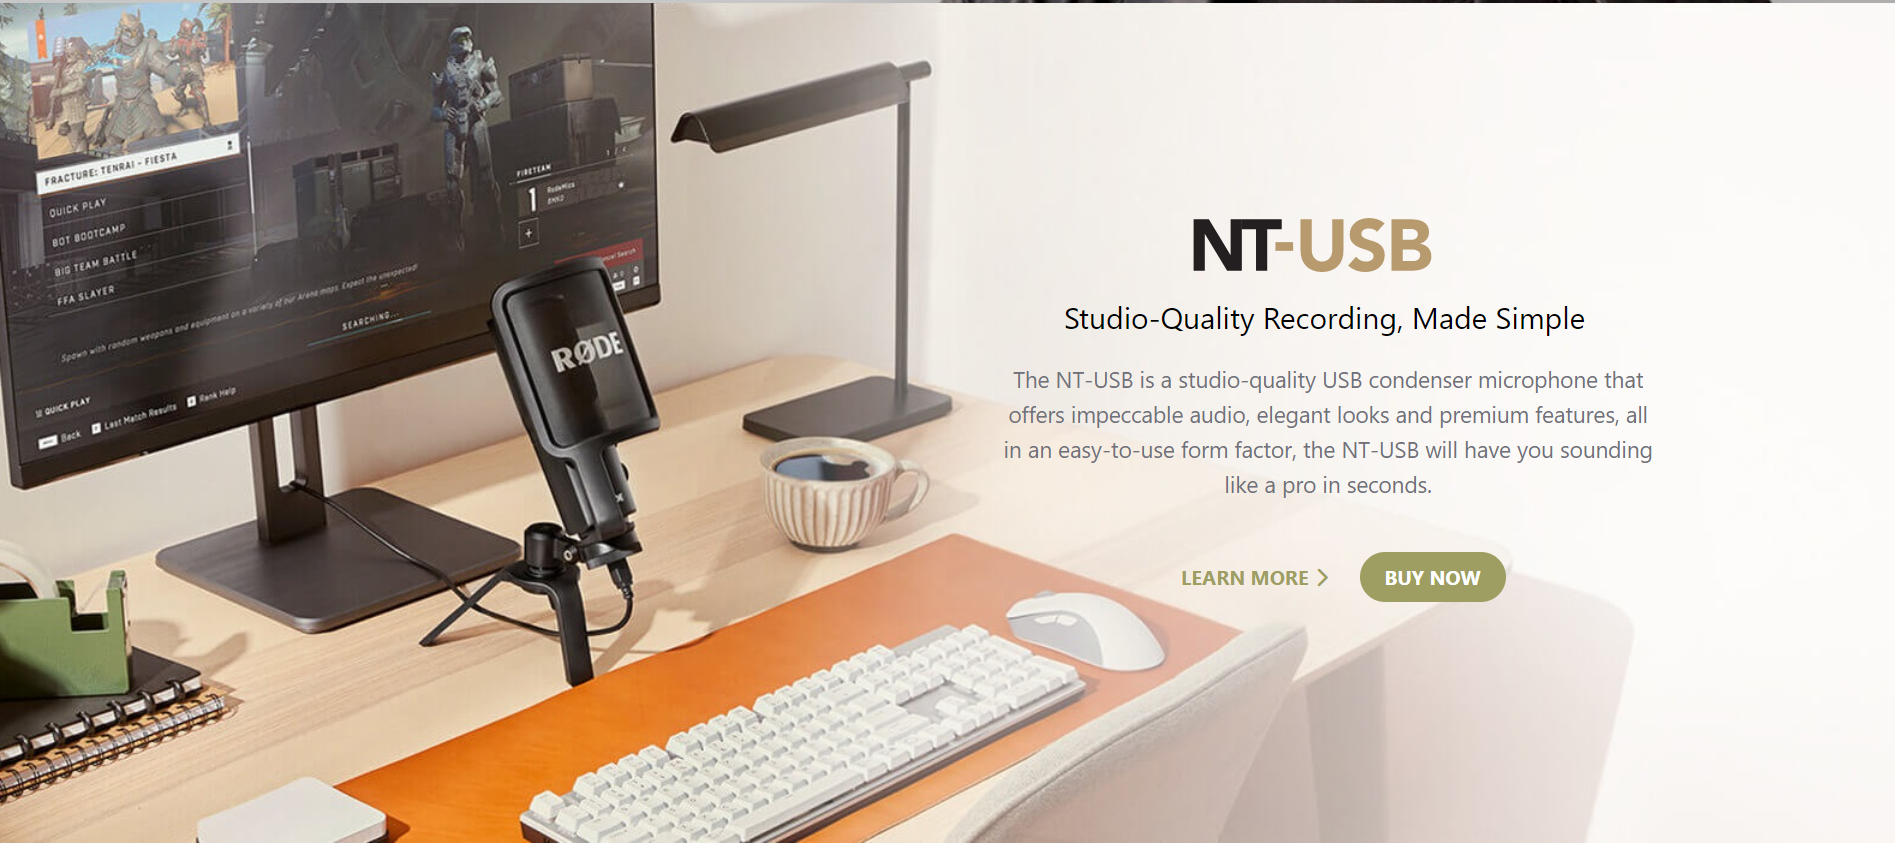 FRACTURE: TENRAI - FIESTA
QUICK PLAY
BOT BOOTCAMP
BIG TEAM BATTLE
FFA SLAYER
Spawn with random weapons and equipment on a variety of our Arena maps. Expect the unexpected!
SEARCHING...
QUICK PLAY
Back
Last Match Results
Rank Help
FIRETEAM
1
RodeMics
+
Cancel Search
RØDE
NT-USB
Studio-Quality Recording, Made Simple
The NT-USB is a studio-quality USB condenser microphone that
offers impeccable audio, elegant looks and premium features, all
in an easy-to-use form factor, the NT-USB will have you sounding
like a pro in seconds.
LEARN MORE
BUY NOW